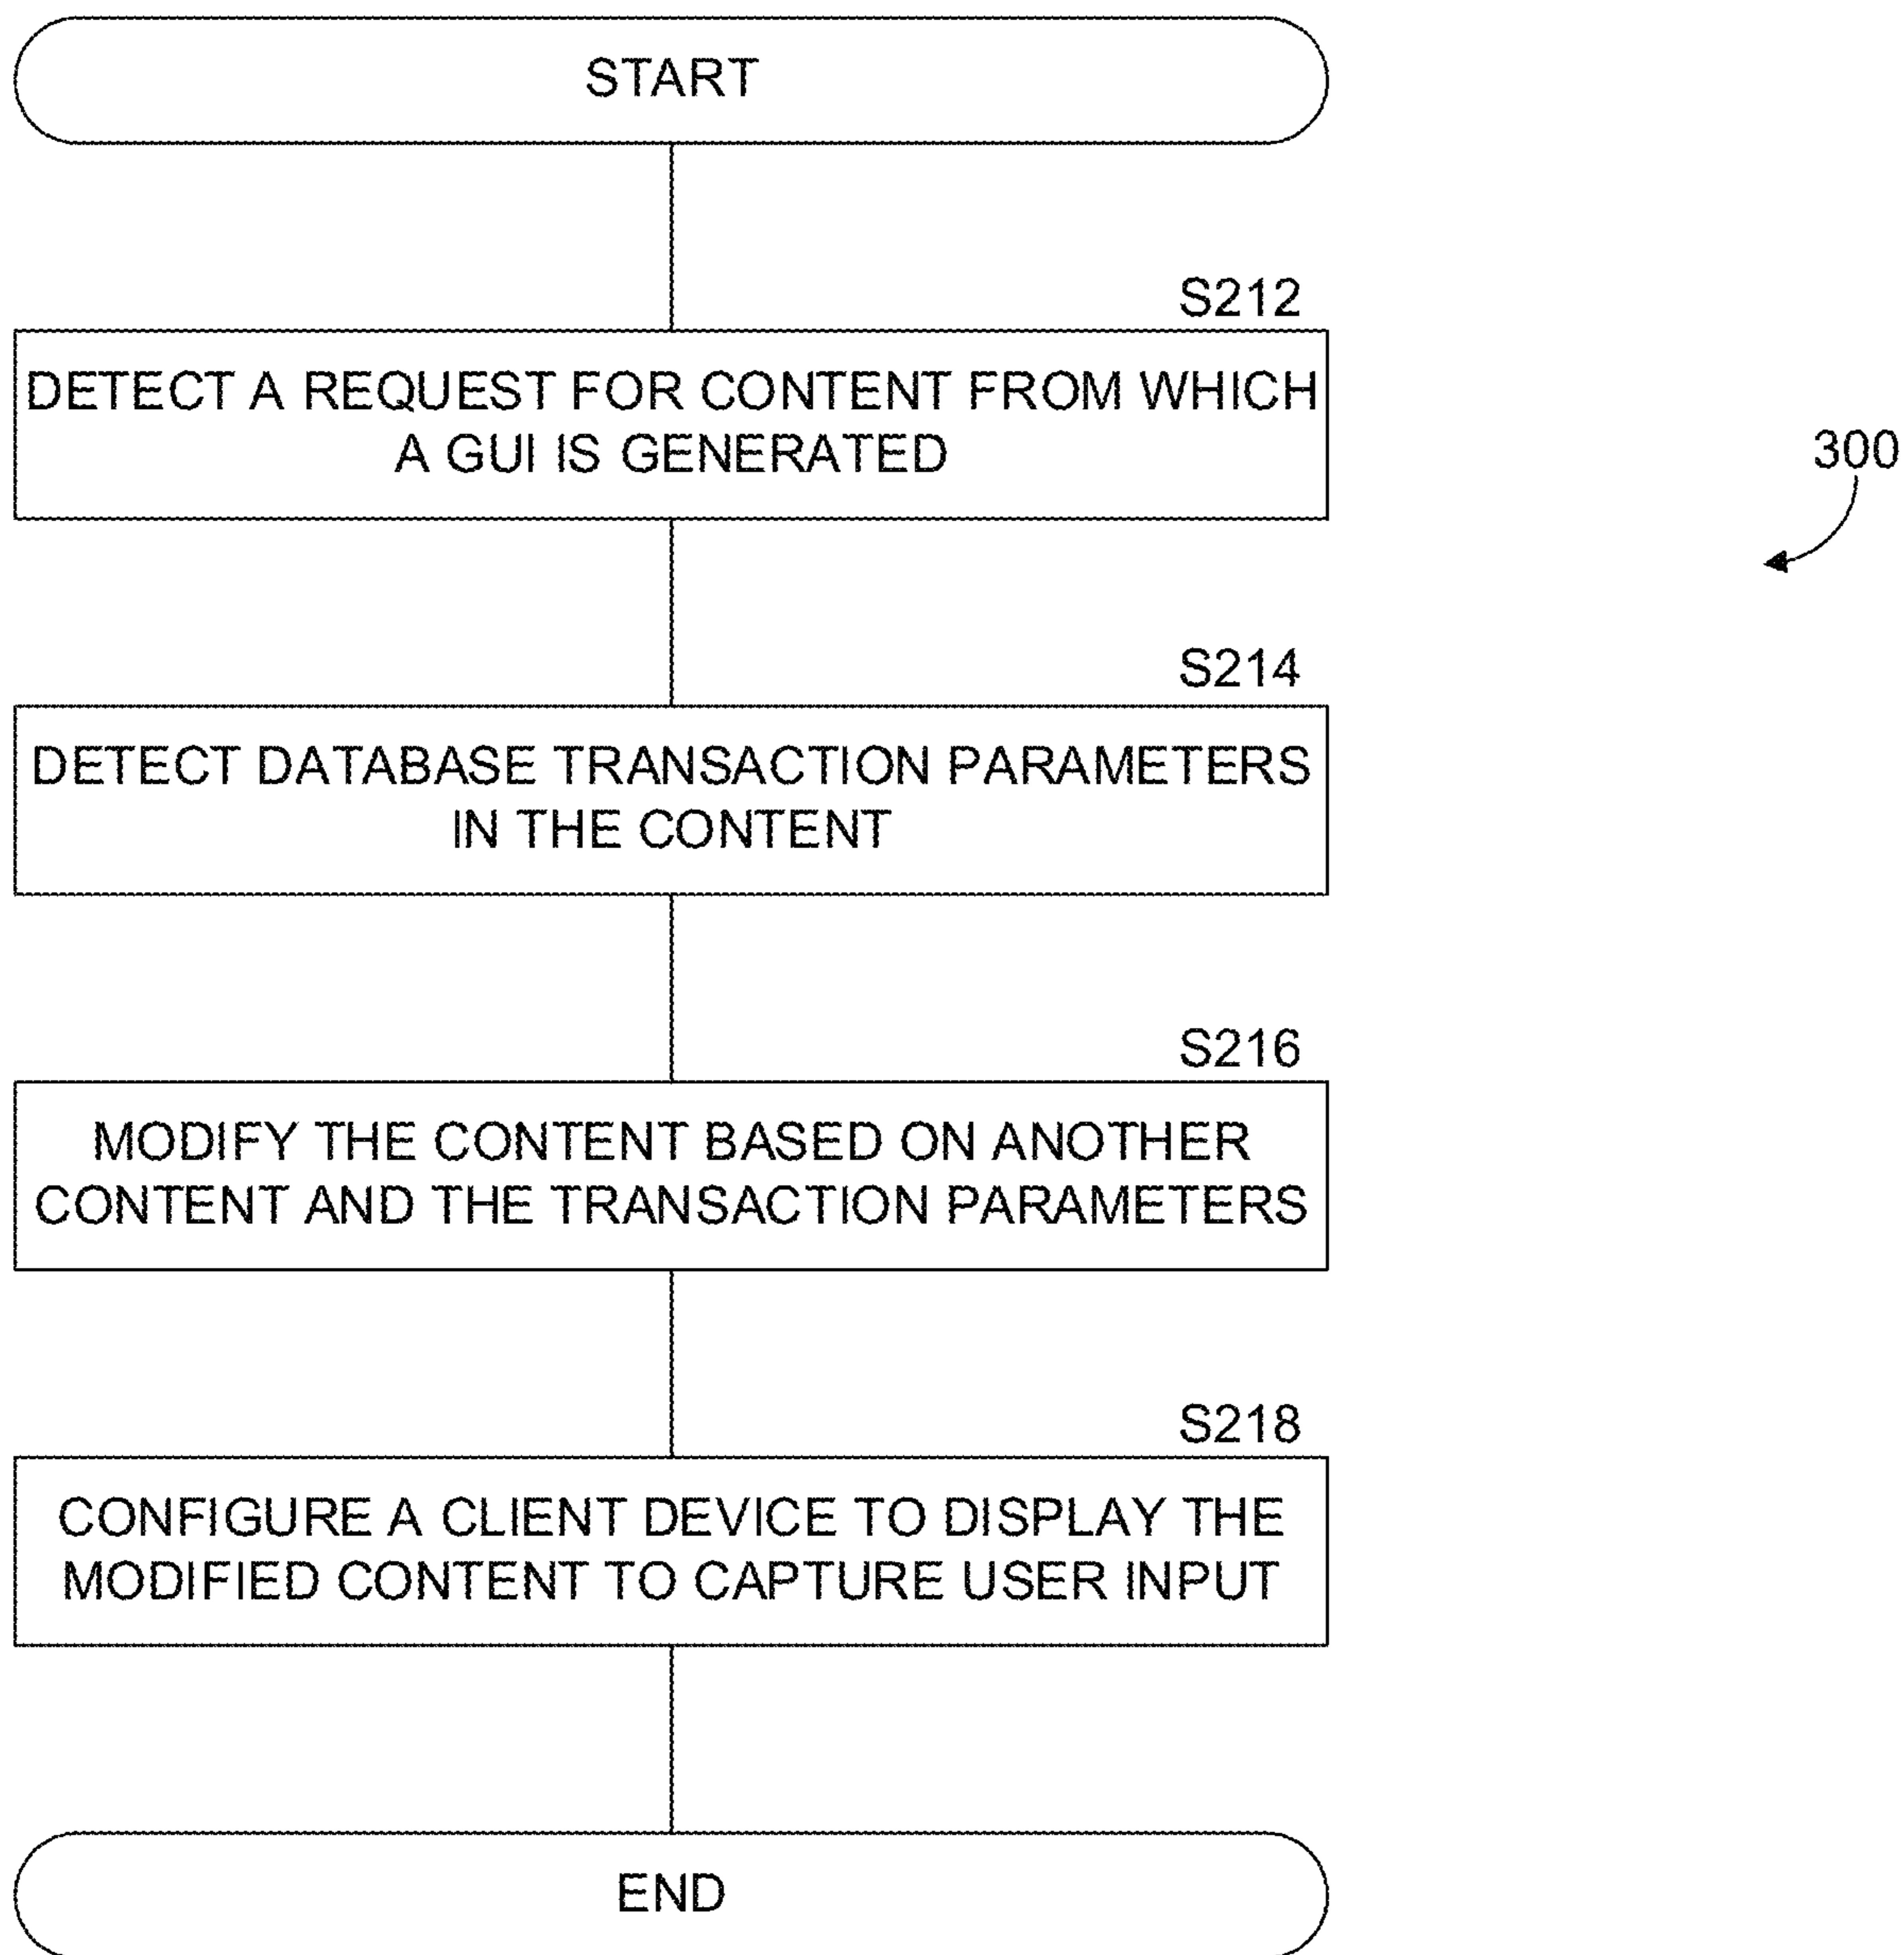 START
S212
DETECT A REQUEST FOR CONTENT FROM WHICH
A GUI IS GENERATED
300
S214
DETECT DATABASE TRANSACTION PARAMETERS
IN THE CONTENT
S216
MODIFY THE CONTENT BASED ON ANOTHER
CONTENT AND THE TRANSACTION PARAMETERS
S218
CONFIGURE A CLIENT DEVICE TO DISPLAY THE
MODIFIED CONTENT TO CAPTURE USER INPUT
END